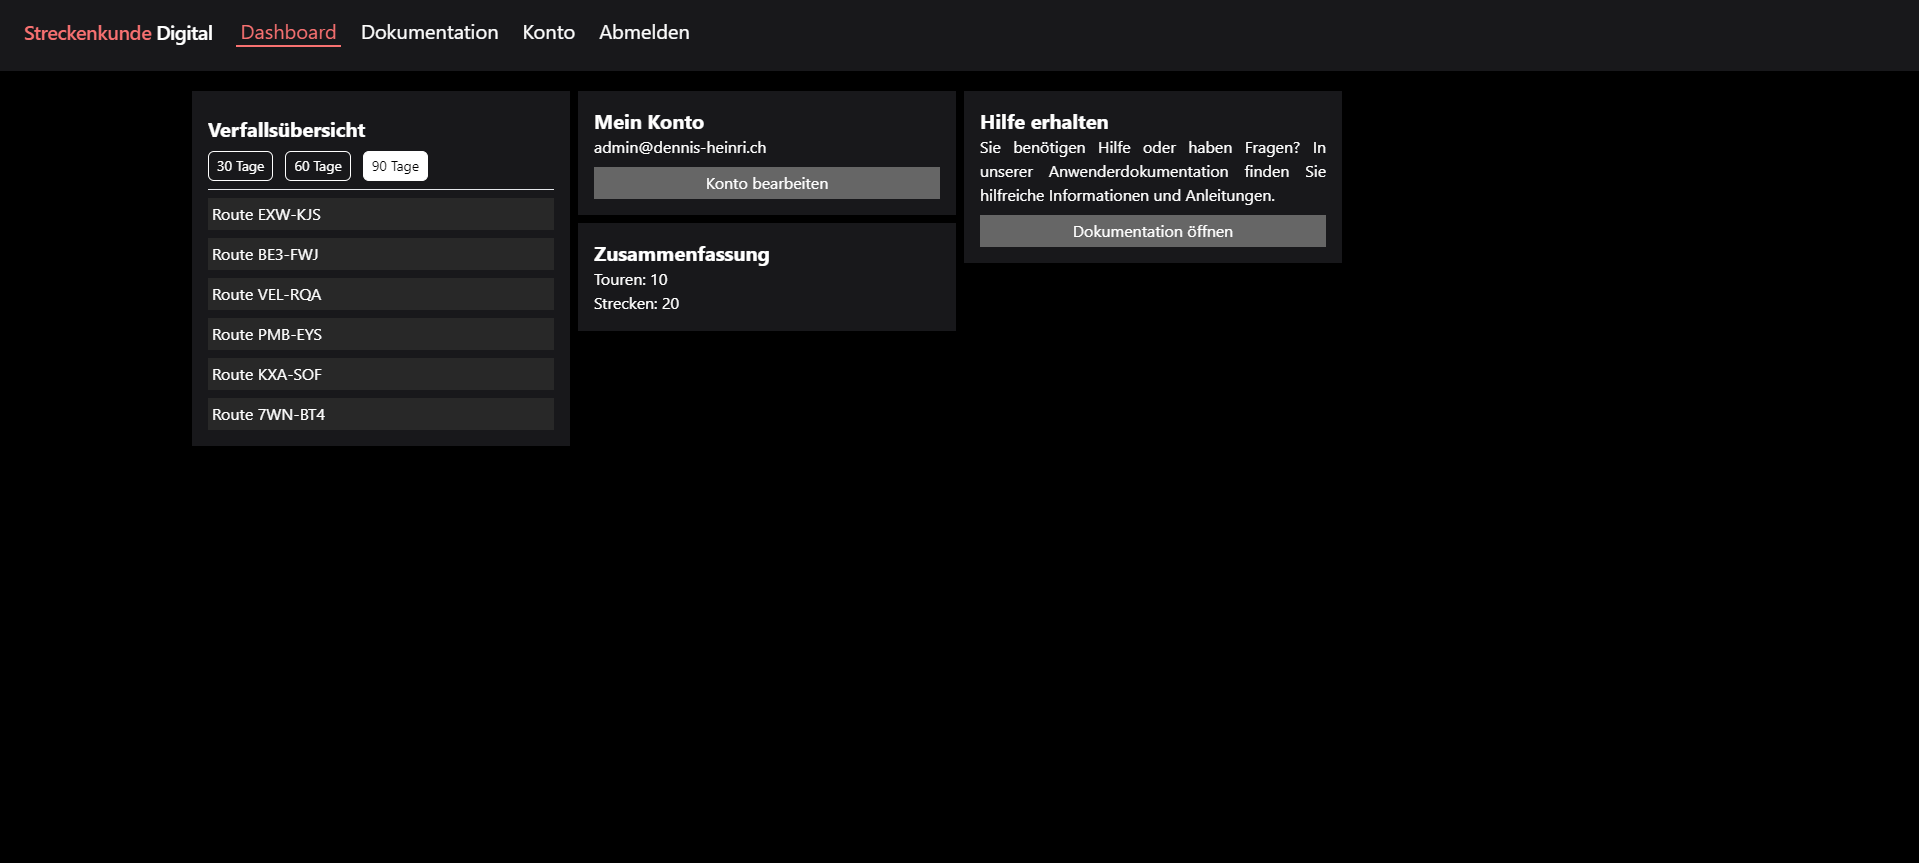 Streckenkunde Digital Dashboard Dokumentation Konto Abmelden
Verfallsübersicht
30 Tage 60 Tage 90 Tage
Route EXW-KJS
Route BE3-FWJ
Route VEL-RQA
Route PMB-EYS
Route KXA-SOF
Route 7WN-BT4
Mein Konto
admin@dennis-heinri.ch
Konto bearbeiten
Zusammenfassung
Touren: 10
Strecken: 20
Hilfe erhalten
Sie benötigen Hilfe oder haben Fragen? In
unserer Anwenderdokumentation finden Sie
hilfreiche Informationen und Anleitungen.
Dokumentation öffnen